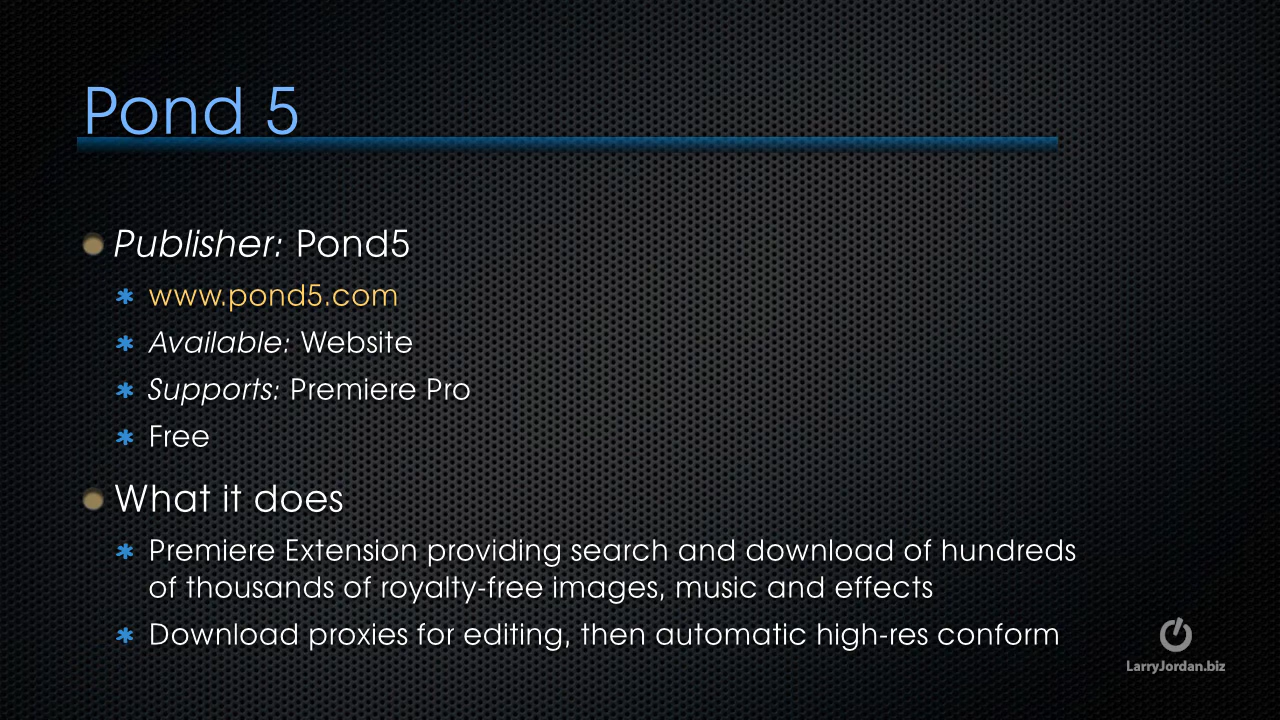 Pond 5
Publisher: Pond5
www.pond5.com
Available: Website
Supports: Premiere Pro
Free
What it does
Premiere Extension providing search and download of hundreds
of thousands of royalty-free images, music and effects
Download proxies for editing, then automatic high-res conform
LarryJordan.biz